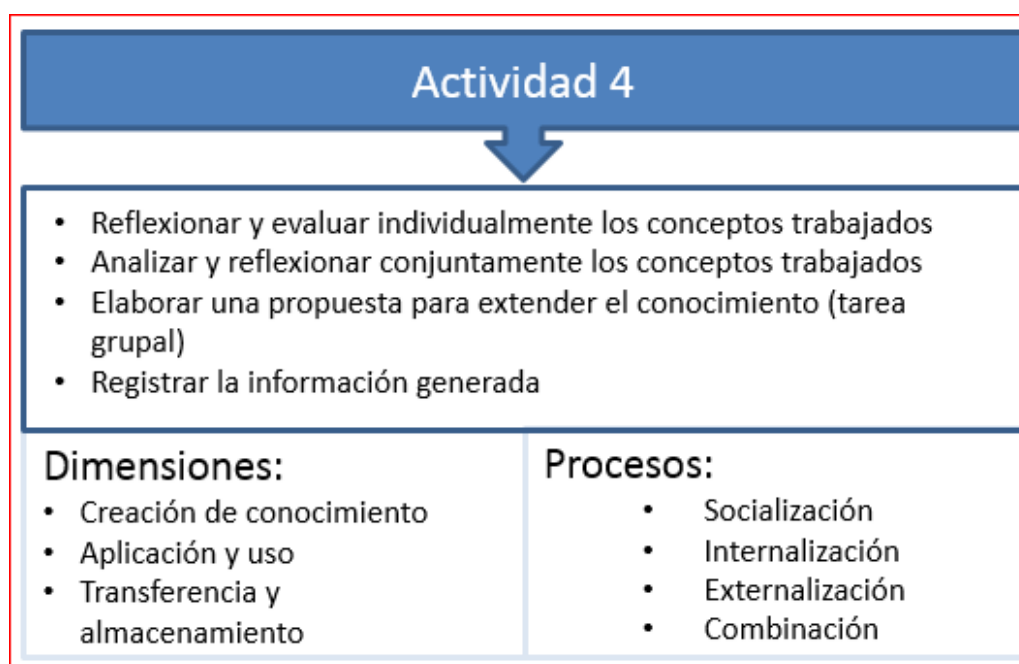 Actividad 4
• Reflexionar y evaluar individualmente los conceptos trabajados
• Analizar y reflexionar conjuntamente los conceptos trabajados
• Elaborar una propuesta para extender el conocimiento (tarea
grupal)
• Registrar la información generada
Dimensiones:
• Creación de conocimiento
• Aplicación y uso
• Transferencia y
almacenamiento
Procesos:
• Socialización
• Internalización
• Externalización
• Combinación